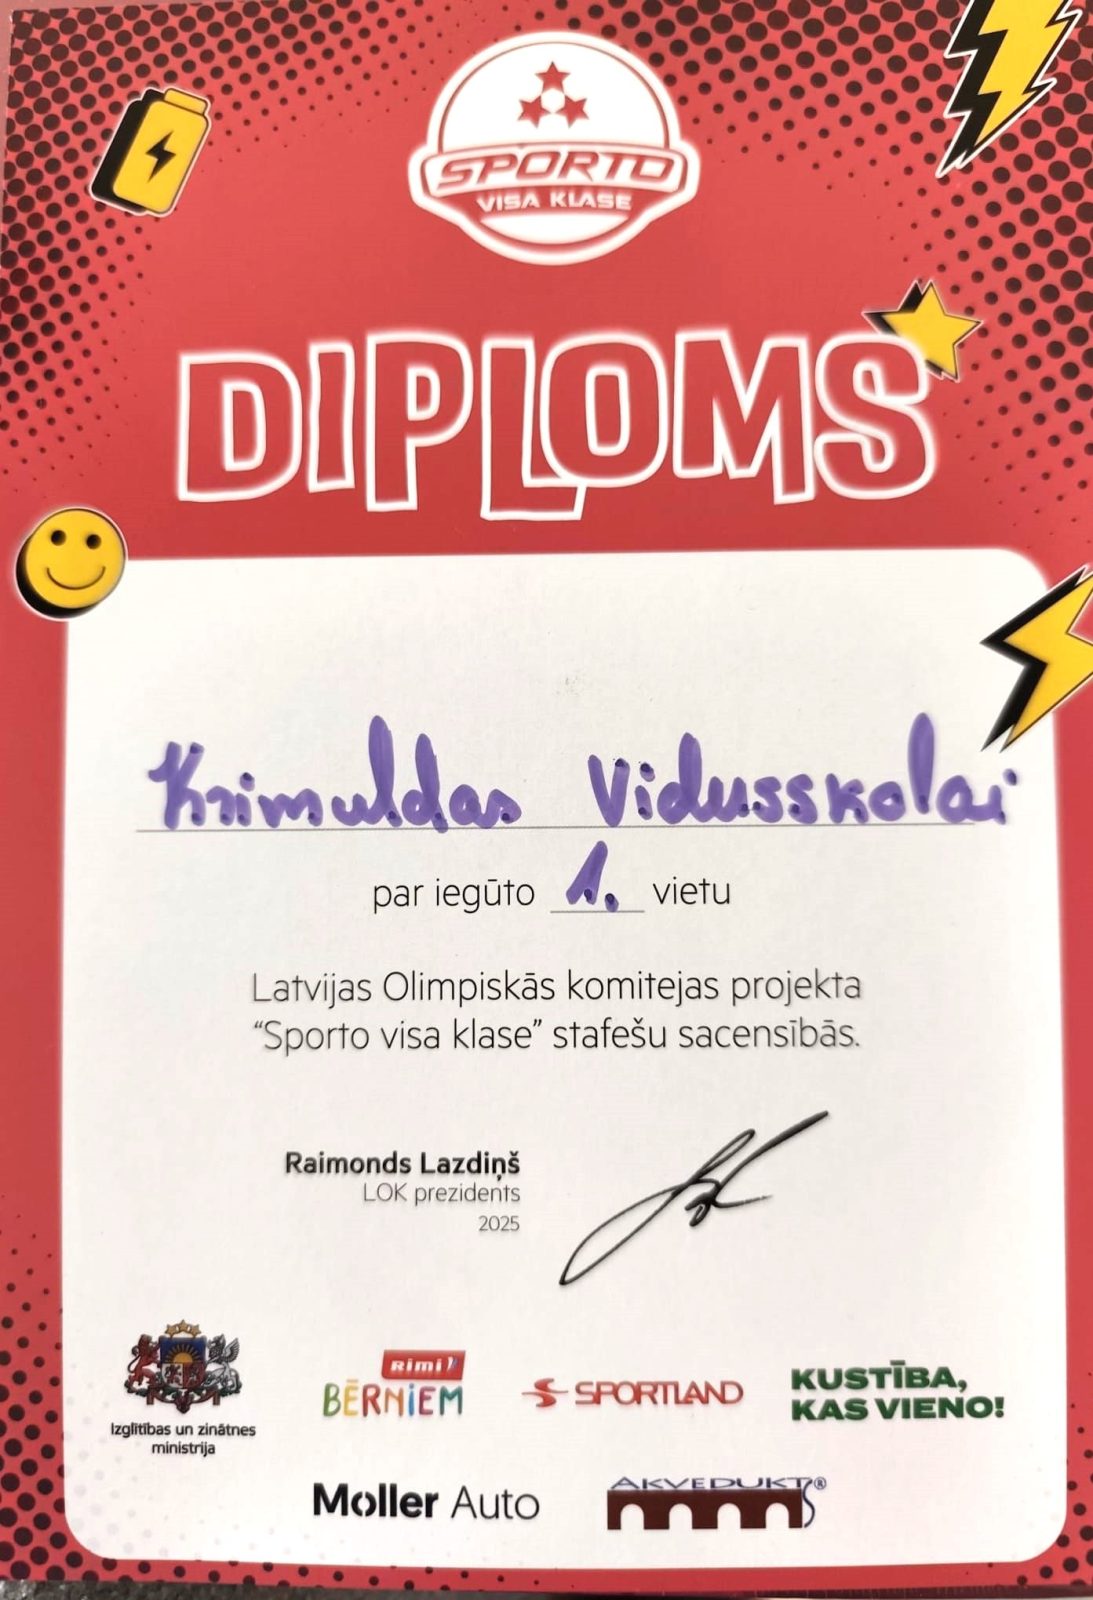 SPORTO
VISA KLASE
DIPLOMS
Krimuldas Vidusskolai
par iegūto 1. vietu
Latvijas Olimpiskās komitejas projekta
“Sporto visa klase” stafešu sacensībās.
Raimonds Lazdiņš
LOK prezidents
2025
Izglītības un zinātnes
ministrija
Rimi
BĒRNIEM
SPORTLAND
KUSTĪBA,
KAS VIENO!
Moller Auto
AKVEDUKTS®